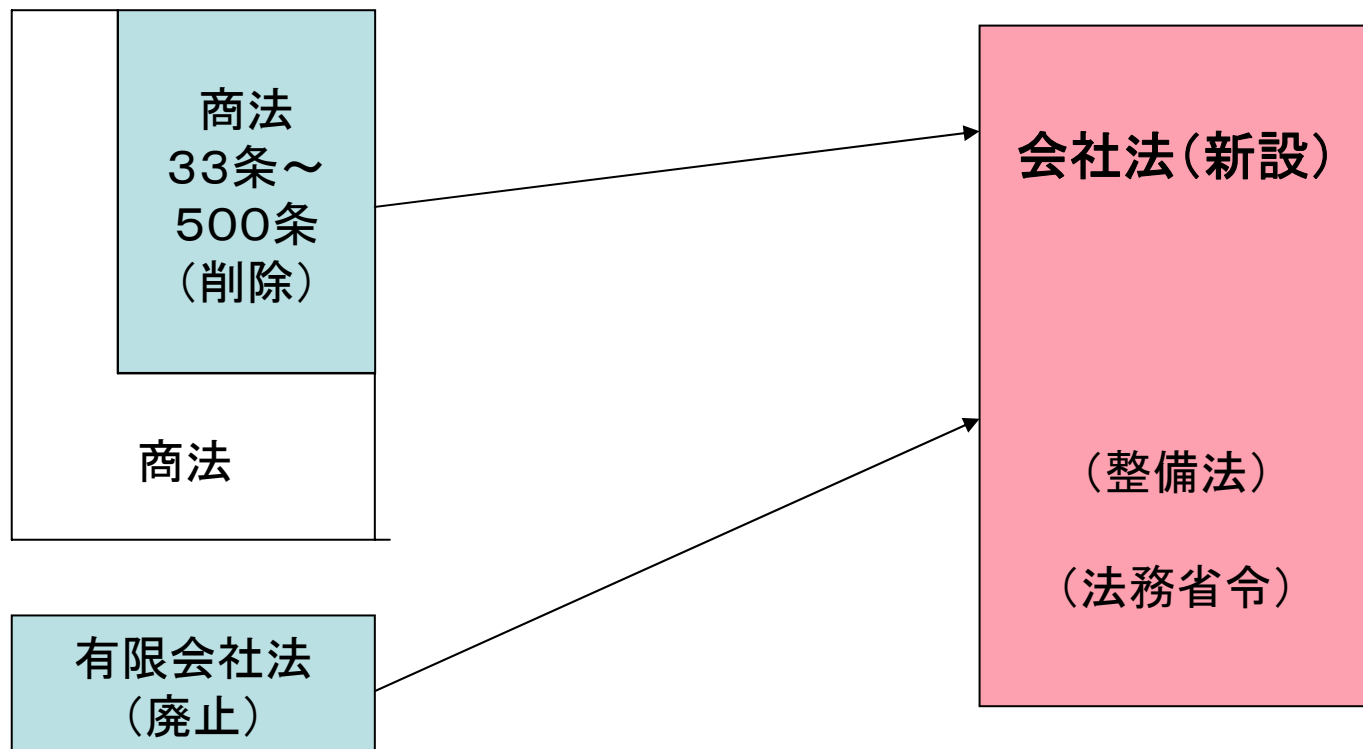 商法
33条～
500条
（削除）
商法
有限会社法
（廃止）
会社法（新設）
（整備法）
（法務省令）